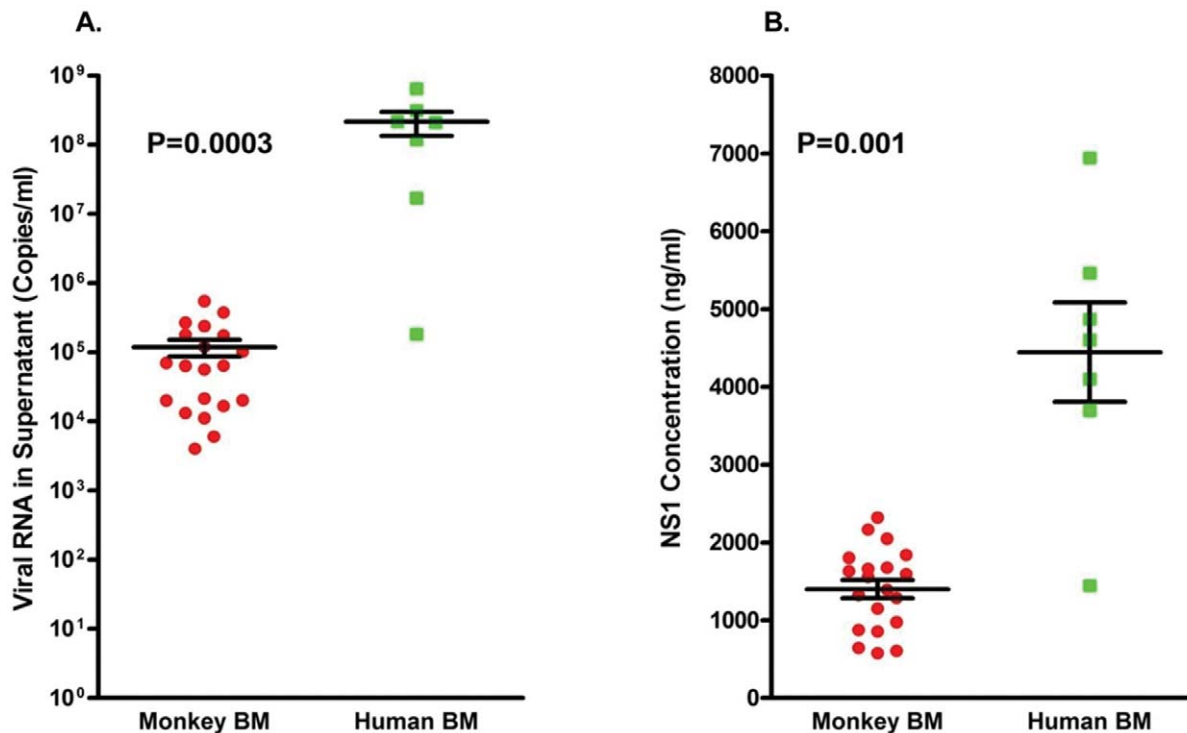 A.
Viral RNA in Supernatant (Copies/ml)
10⁹
10⁸
10⁷
10⁶
10⁵
10⁴
10³
10²
10¹
10⁰
P=0.0003
Monkey BM
Human BM
B.
NS1 Concentration (ng/ml)
8000
7000
6000
5000
4000
3000
2000
1000
0
P=0.001
Monkey BM
Human BM